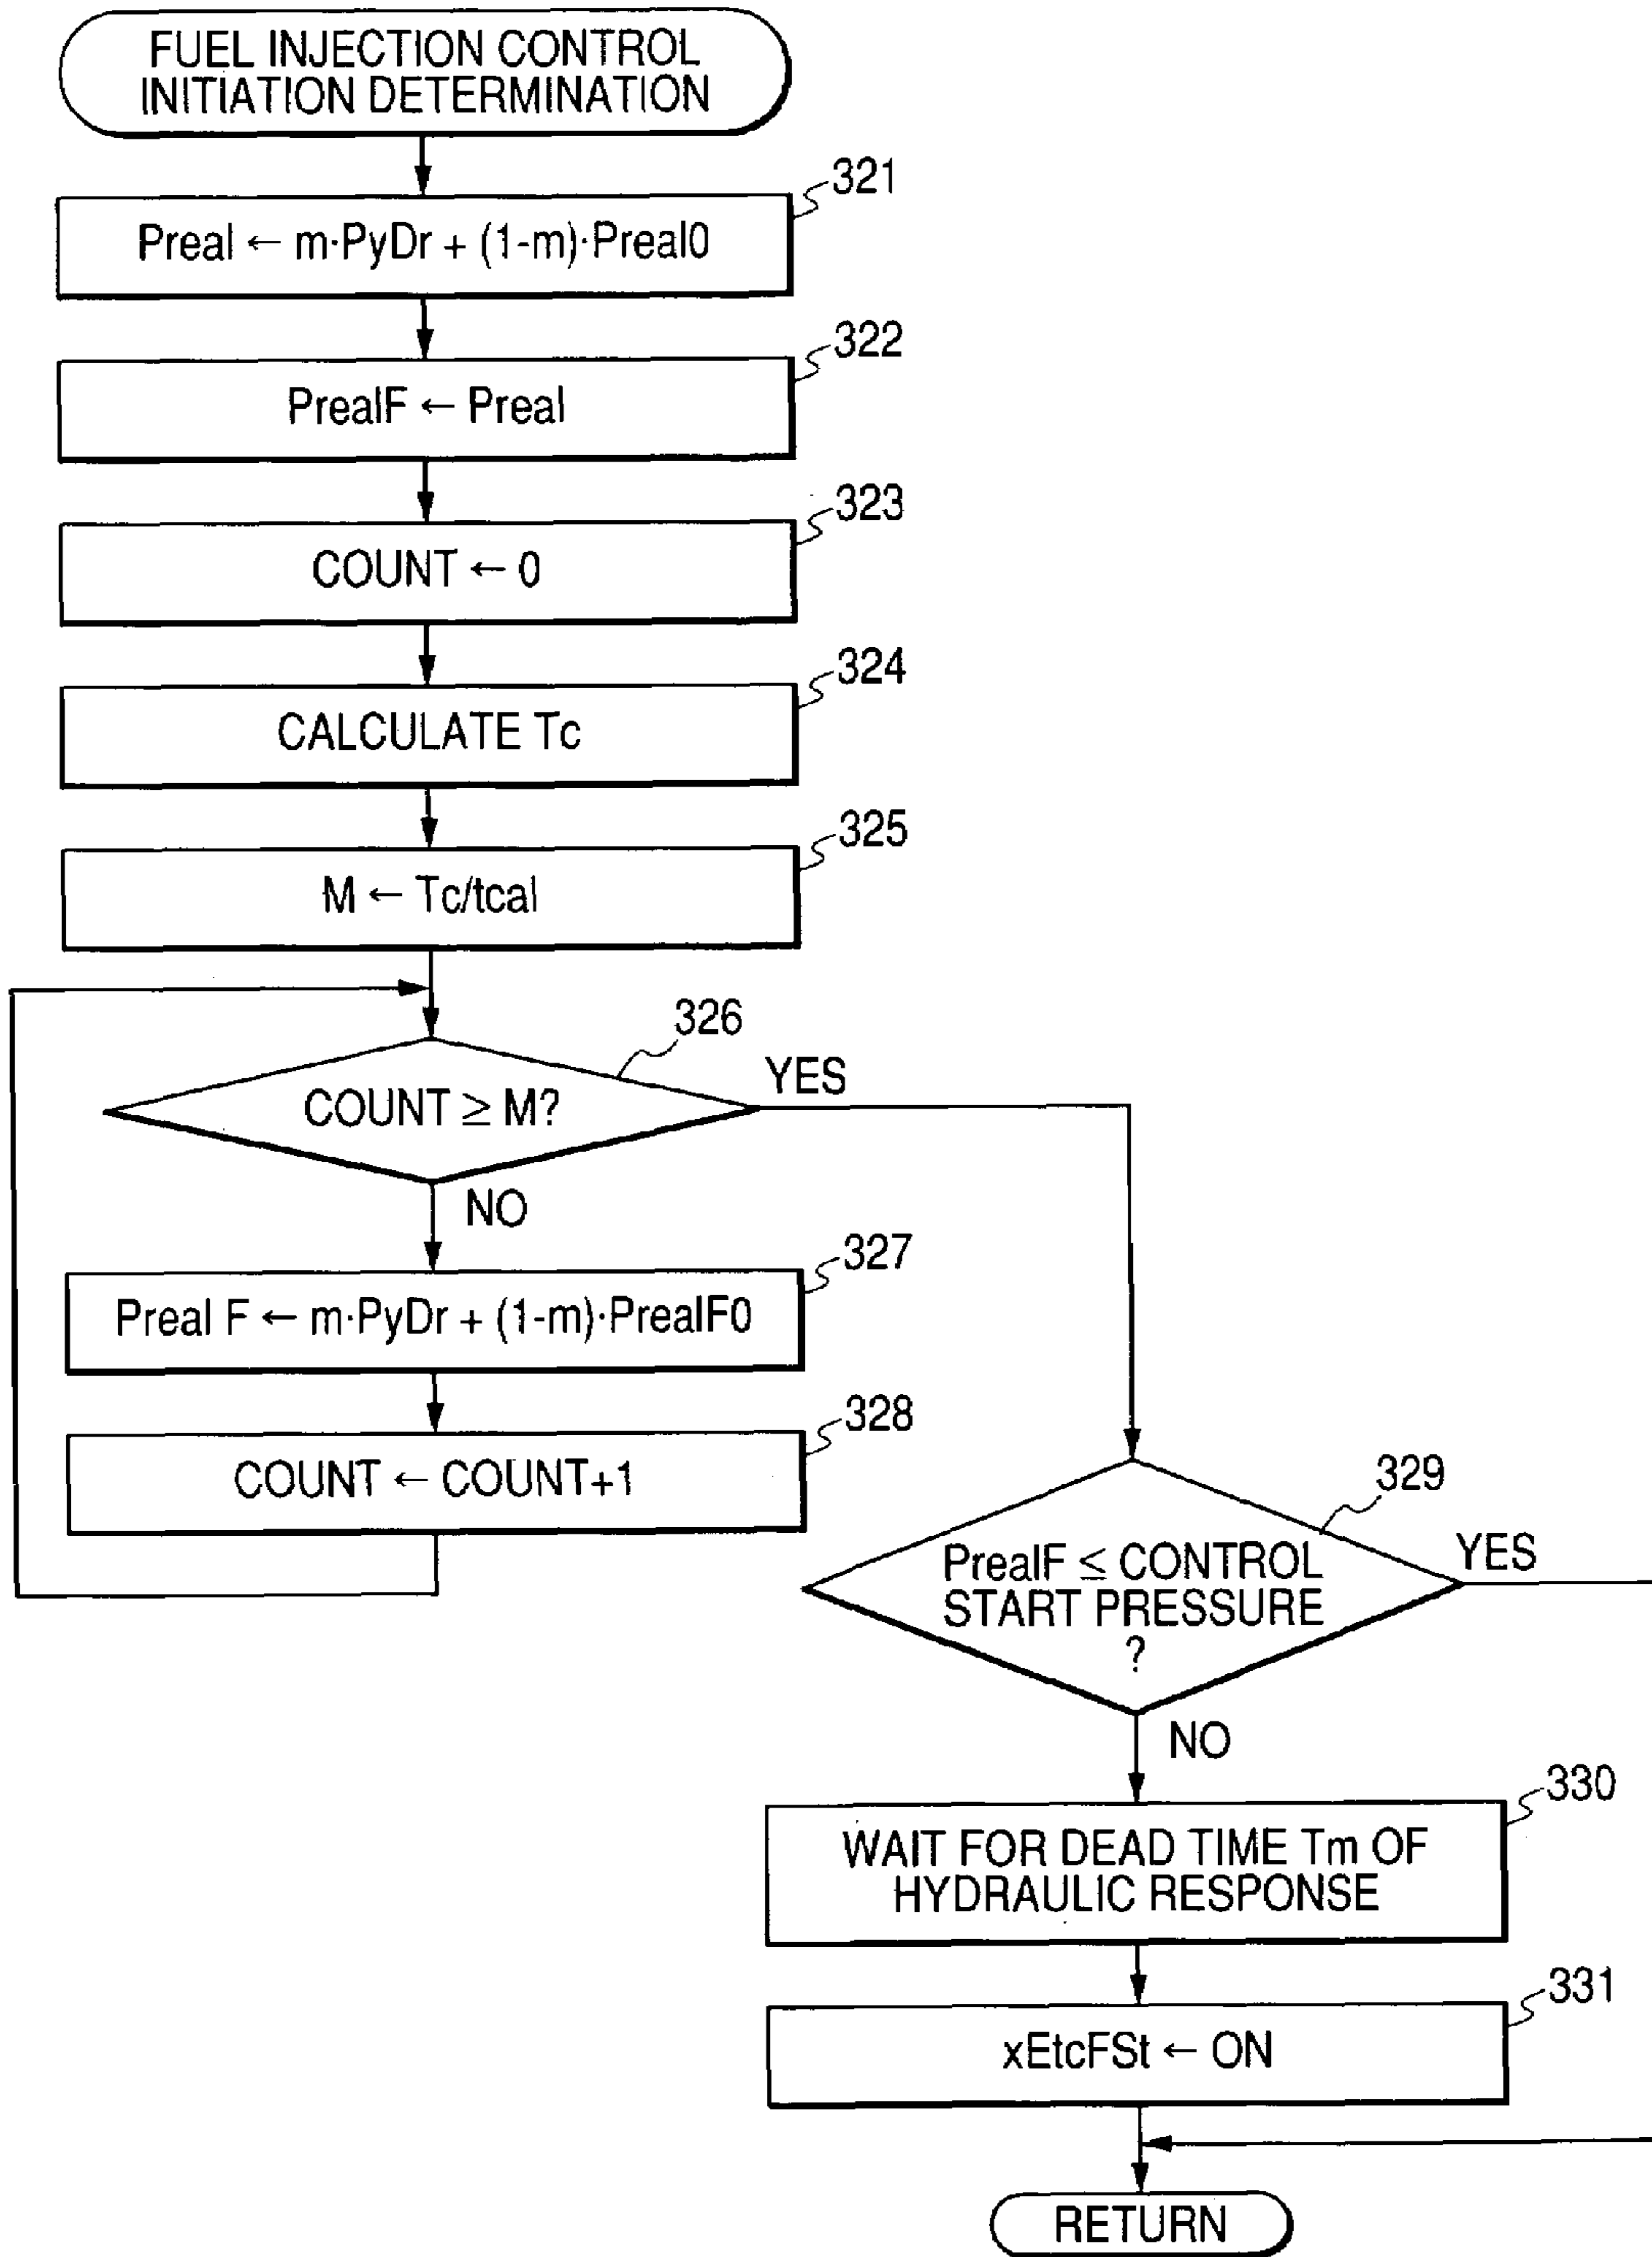 FUEL INJECTION CONTROL
INITIATION DETERMINATION
321
Preal ← m·PyDr + (1-m)·Preal0
322
PrealF ← Preal
323
COUNT ← 0
324
CALCULATE Tc
325
M ← Tc/tcal
326
COUNT ≥ M?
YES
NO
327
Preal F ← m·PyDr + (1-m)·PrealF0
328
COUNT ← COUNT+1
329
PrealF ≤ CONTROL
START PRESSURE
?
YES
NO
330
WAIT FOR DEAD TIME Tm OF
HYDRAULIC RESPONSE
331
xEtcFSt ← ON
RETURN